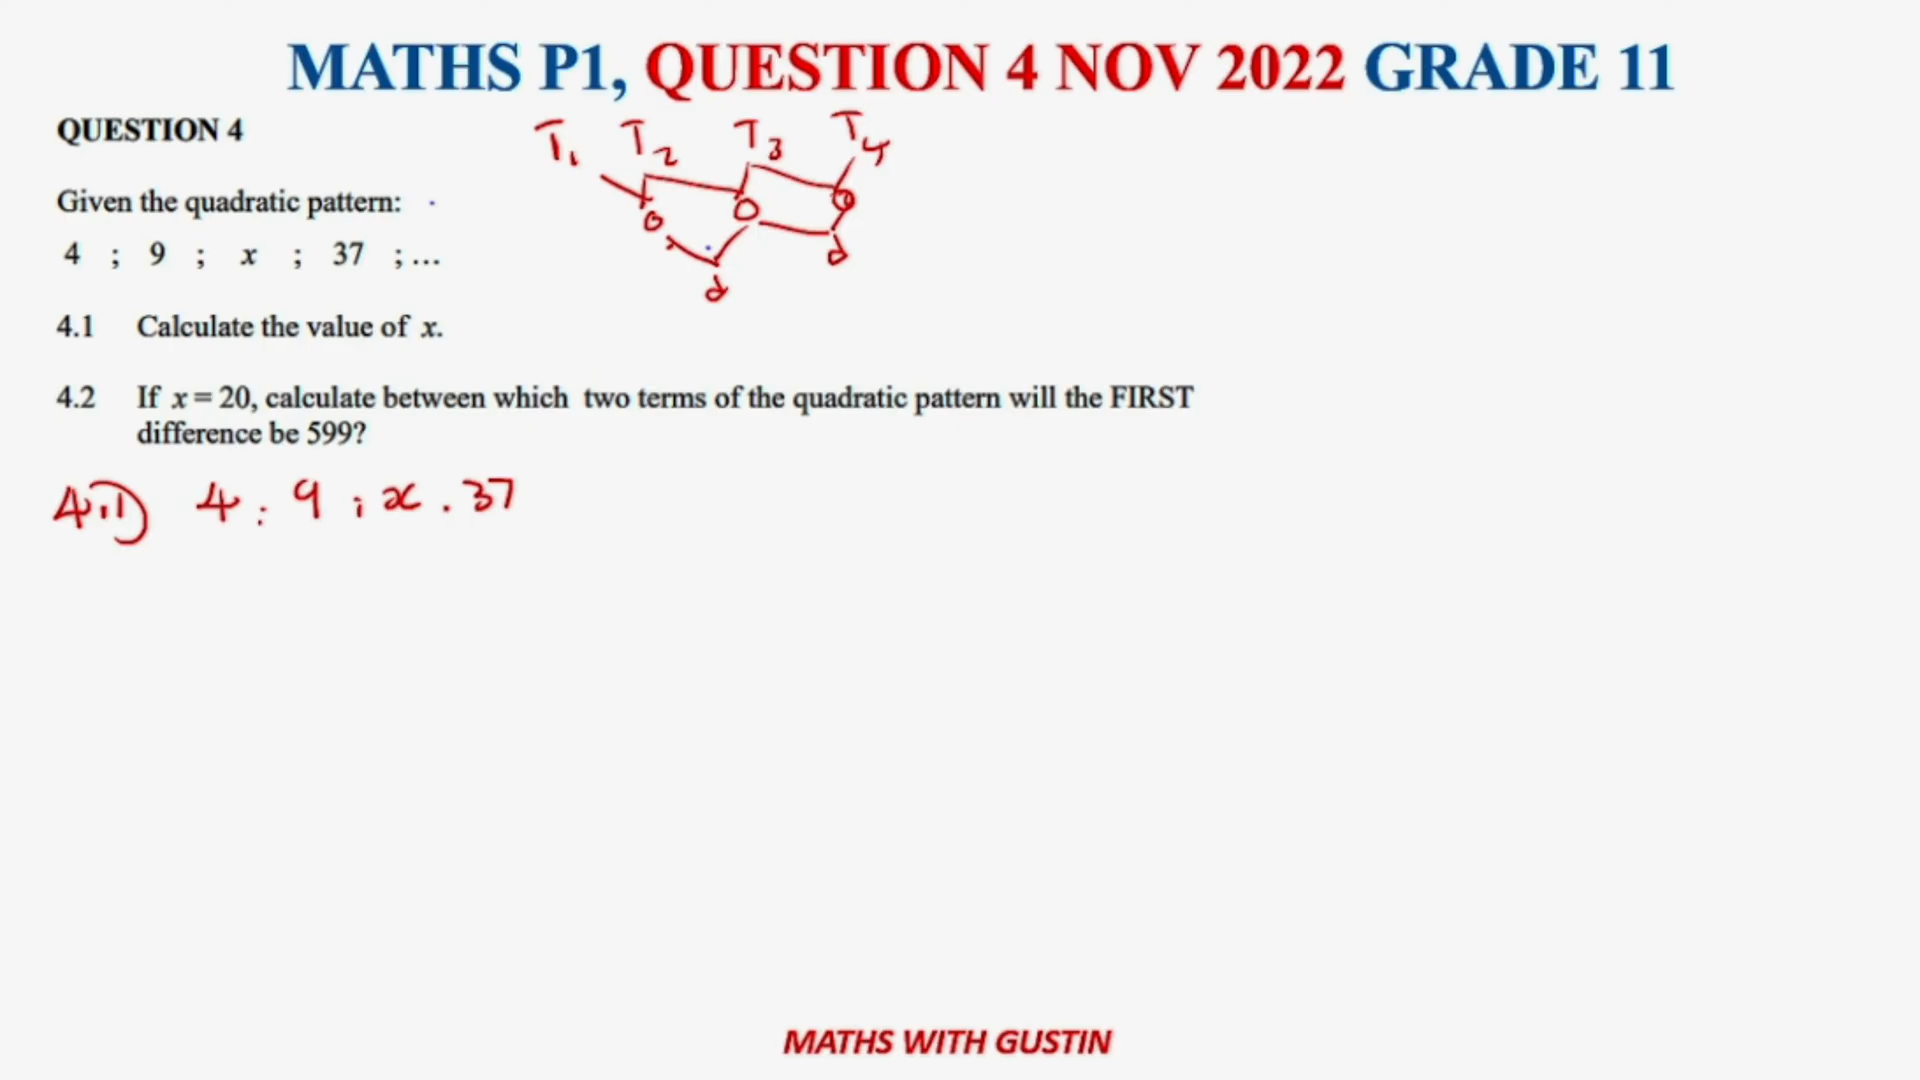 MATHS P1, QUESTION 4 NOV 2022 GRADE 11
QUESTION 4
T1 T2 T3 T4
Given the quadratic pattern:
4 ; 9 ; x ; 37 ; ...
d d
4.1 Calculate the value of x.
4.2 If x = 20, calculate between which two terms of the quadratic pattern will the FIRST
difference be 599?
4.1) 4 ; 9 ; x . 37
MATHS WITH GUSTIN